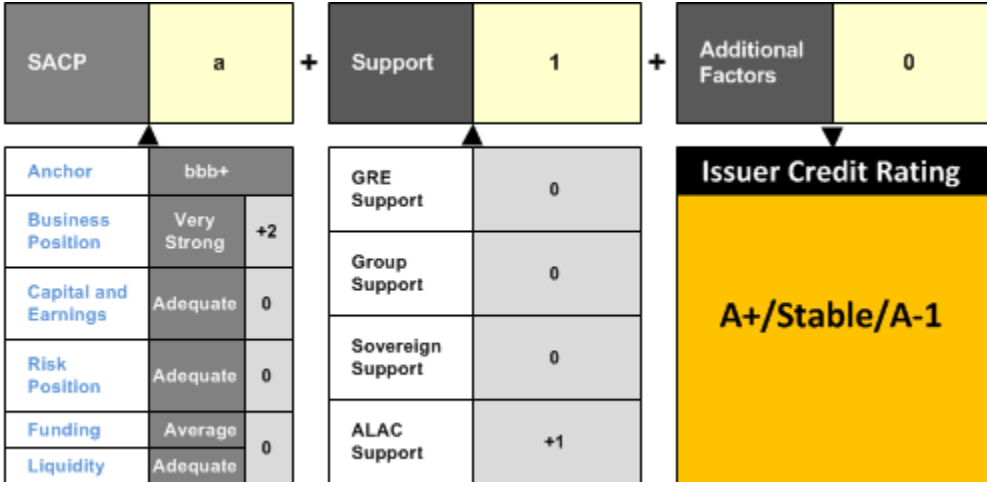 SACP a + Support 1 + Additional Factors 0
Anchor bbb+
Business Position Very Strong +2
Capital and Earnings Adequate 0
Risk Position Adequate 0
Funding Average 0
Liquidity Adequate
GRE Support 0
Group Support 0
Sovereign Support 0
ALAC Support +1
Issuer Credit Rating
A+/Stable/A-1